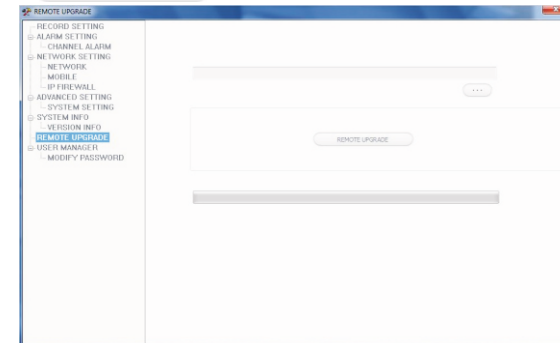 REMOTE UPGRADE
RECORD SETTING
ALARM SETTING
CHANNEL ALARM
NETWORK SETTING
NETWORK
MOBILE
IP FIREWALL
ADVANCED SETTING
SYSTEM SETTING
SYSTEM INFO
VERSION INFO
REMOTE UPGRADE
USER MANAGER
MODIFY PASSWORD
...
REMOTE UPGRADE